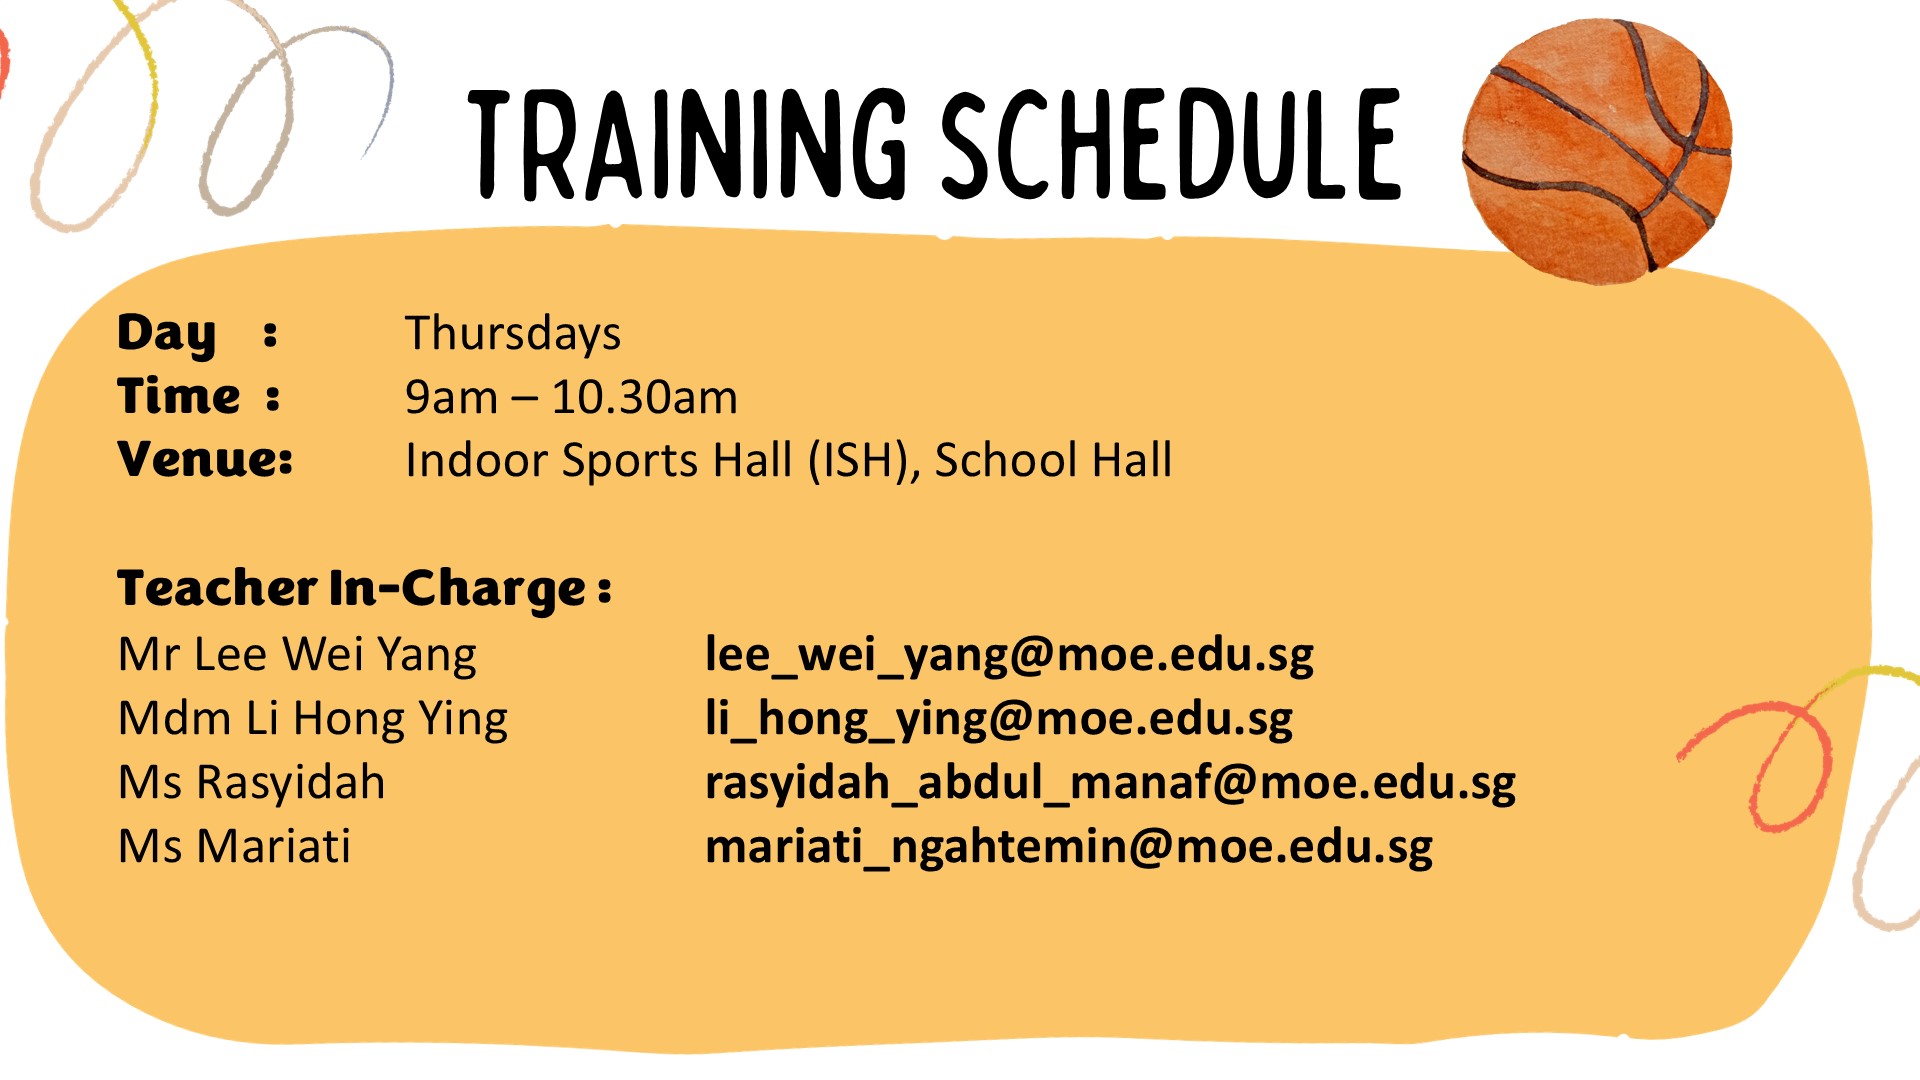 TRAINING SCHEDULE
Day : Thursdays
Time : 9am – 10.30am
Venue: Indoor Sports Hall (ISH), School Hall
Teacher In-Charge :
Mr Lee Wei Yang lee_wei_yang@moe.edu.sg
Mdm Li Hong Ying li_hong_ying@moe.edu.sg
Ms Rasyidah rasyidah_abdul_manaf@moe.edu.sg
Ms Mariati mariati_ngahtemin@moe.edu.sg